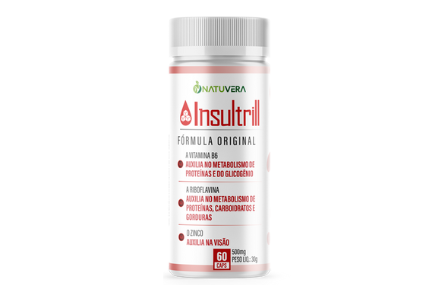 NATUVERA
Insultrill
FÓRMULA ORIGINAL
A VITAMINA B6
AUXILIA NO METABOLISMO DE
PROTEÍNAS E DO GLICOGÊNIO
A RIBOFLAVINA
AUXILIA NO METABOLISMO DE
PROTEÍNAS, CARBOIDRATOS E
GORDURAS
O ZINCO
AUXILIA NA VISÃO
60
CAPS
500mg
PESO LIQ.: 30g